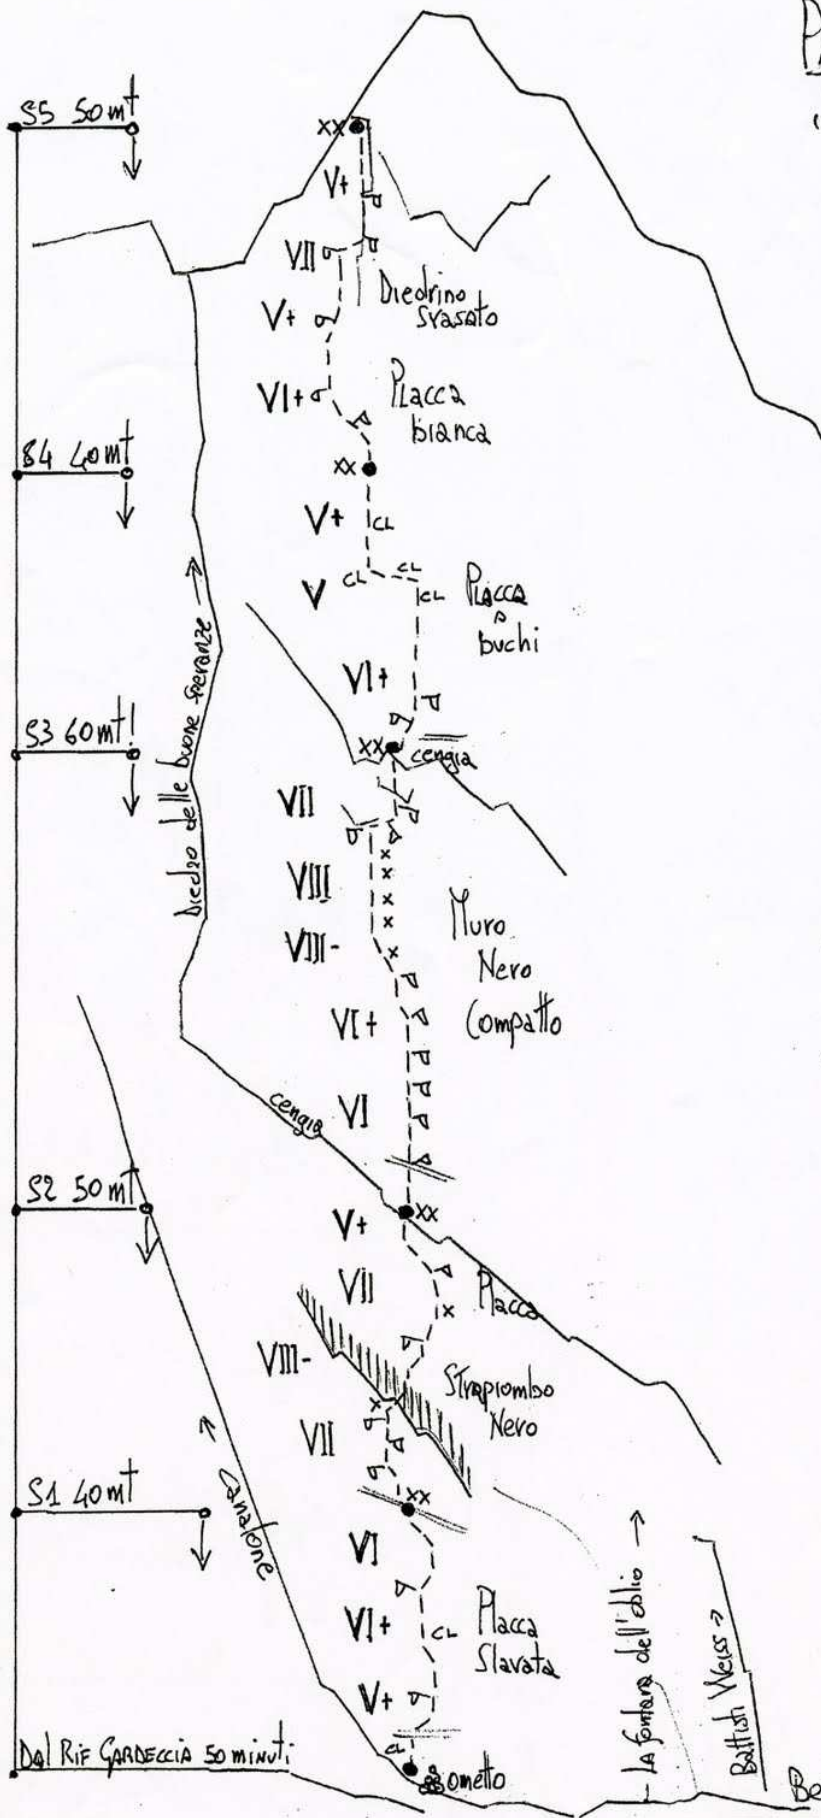 S5 50mt
XX
V+
VII
Diedrino
svasato
V+
VI+
Placca
bianca
S4 40mt
XX
V+
CL
V
CL
CL
CL
Placca
a
buchi
VI+
Diedro delle buone speranze
S3 60mt!
XX
cengia
VII
x
x
VIII
x
x
VIII-
x
Muro
Nero
Compatto
VI+
VI
cengia
S2 50mt
XX
V+
VII
x
Placca
VIII-
x
Strapiombo
Nero
VII
S1 40mt
XX
Canalone
VI
VI+
CL
Placca
Slavata
V+
La fontana dell'oblio
Battisti Weiss
CL
Dal Rif Gardeccia 50 minuti
ometto